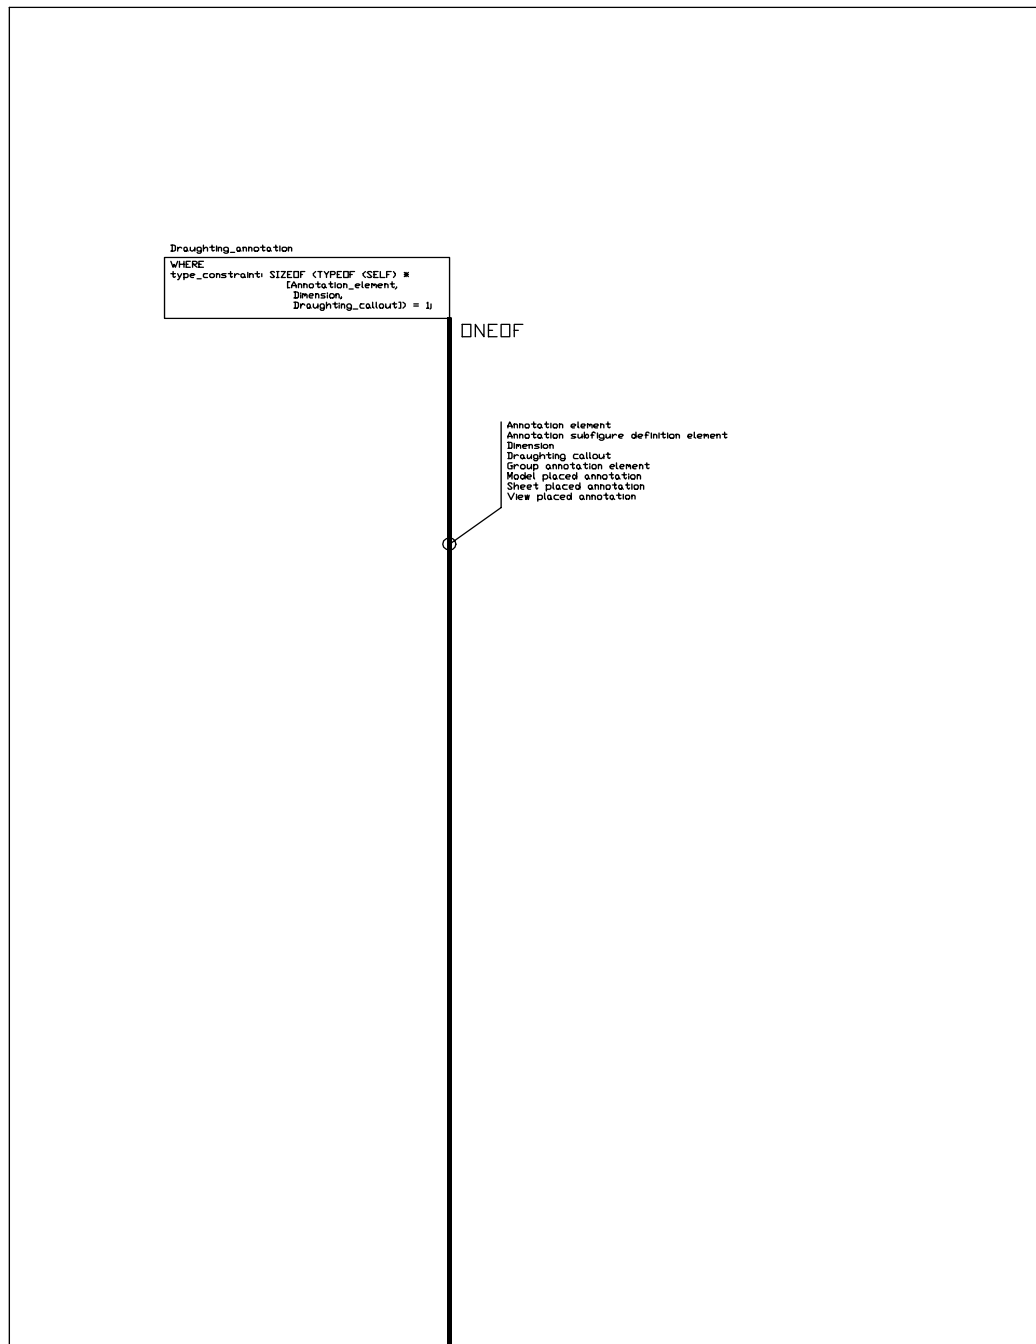 Draughting_annotation
WHERE
type_constraint: SIZEOF (TYPEOF (SELF) *
[Annotation_element,
Dimension,
Draughting_callout]) = 1;
ONEOF
Annotation element
Annotation subfigure definition element
Dimension
Draughting callout
Group annotation element
Model placed annotation
Sheet placed annotation
View placed annotation